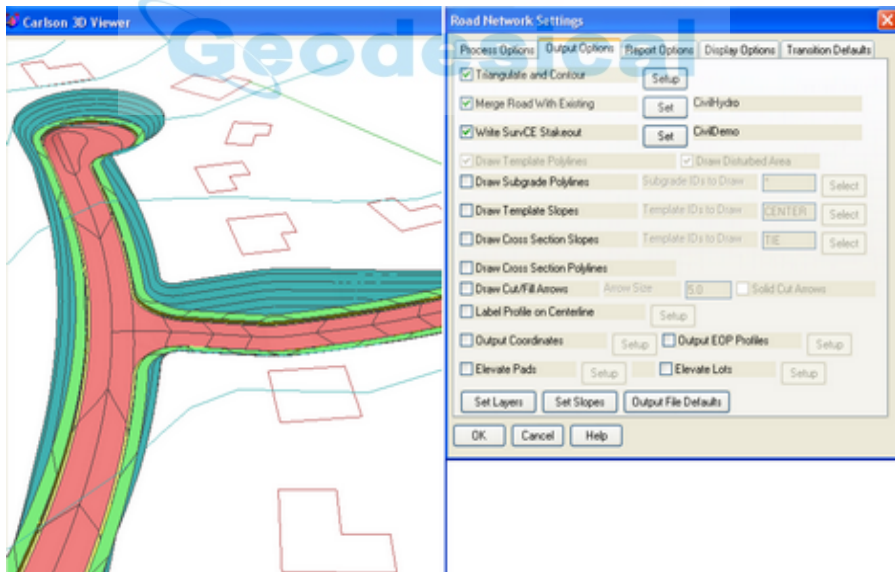 Carlson 3D Viewer
Geodesical
Road Network Settings
Process Options Output Options Report Options Display Options Transition Defaults
Triangulate and Contour Setup
Merge Road With Existing Set CivilHydro
Write SurvCE Stakeout Set CivilDemo
Draw Template Polylines Draw Disturbed Area
Draw Subgrade Polylines Subgrade IDs to Draw * Select
Draw Template Slopes Template IDs to Draw CENTER Select
Draw Cross Section Slopes Template IDs to Draw TIE Select
Draw Cross Section Polylines
Draw Cut/Fill Arrows Arrow Size 5.0 Solid Cut Arrows
Label Profile on Centerline Setup
Output Coordinates Setup Output EOP Profiles Setup
Elevate Pads Setup Elevate Lots Setup
Set Layers Set Slopes Output File Defaults
OK Cancel Help